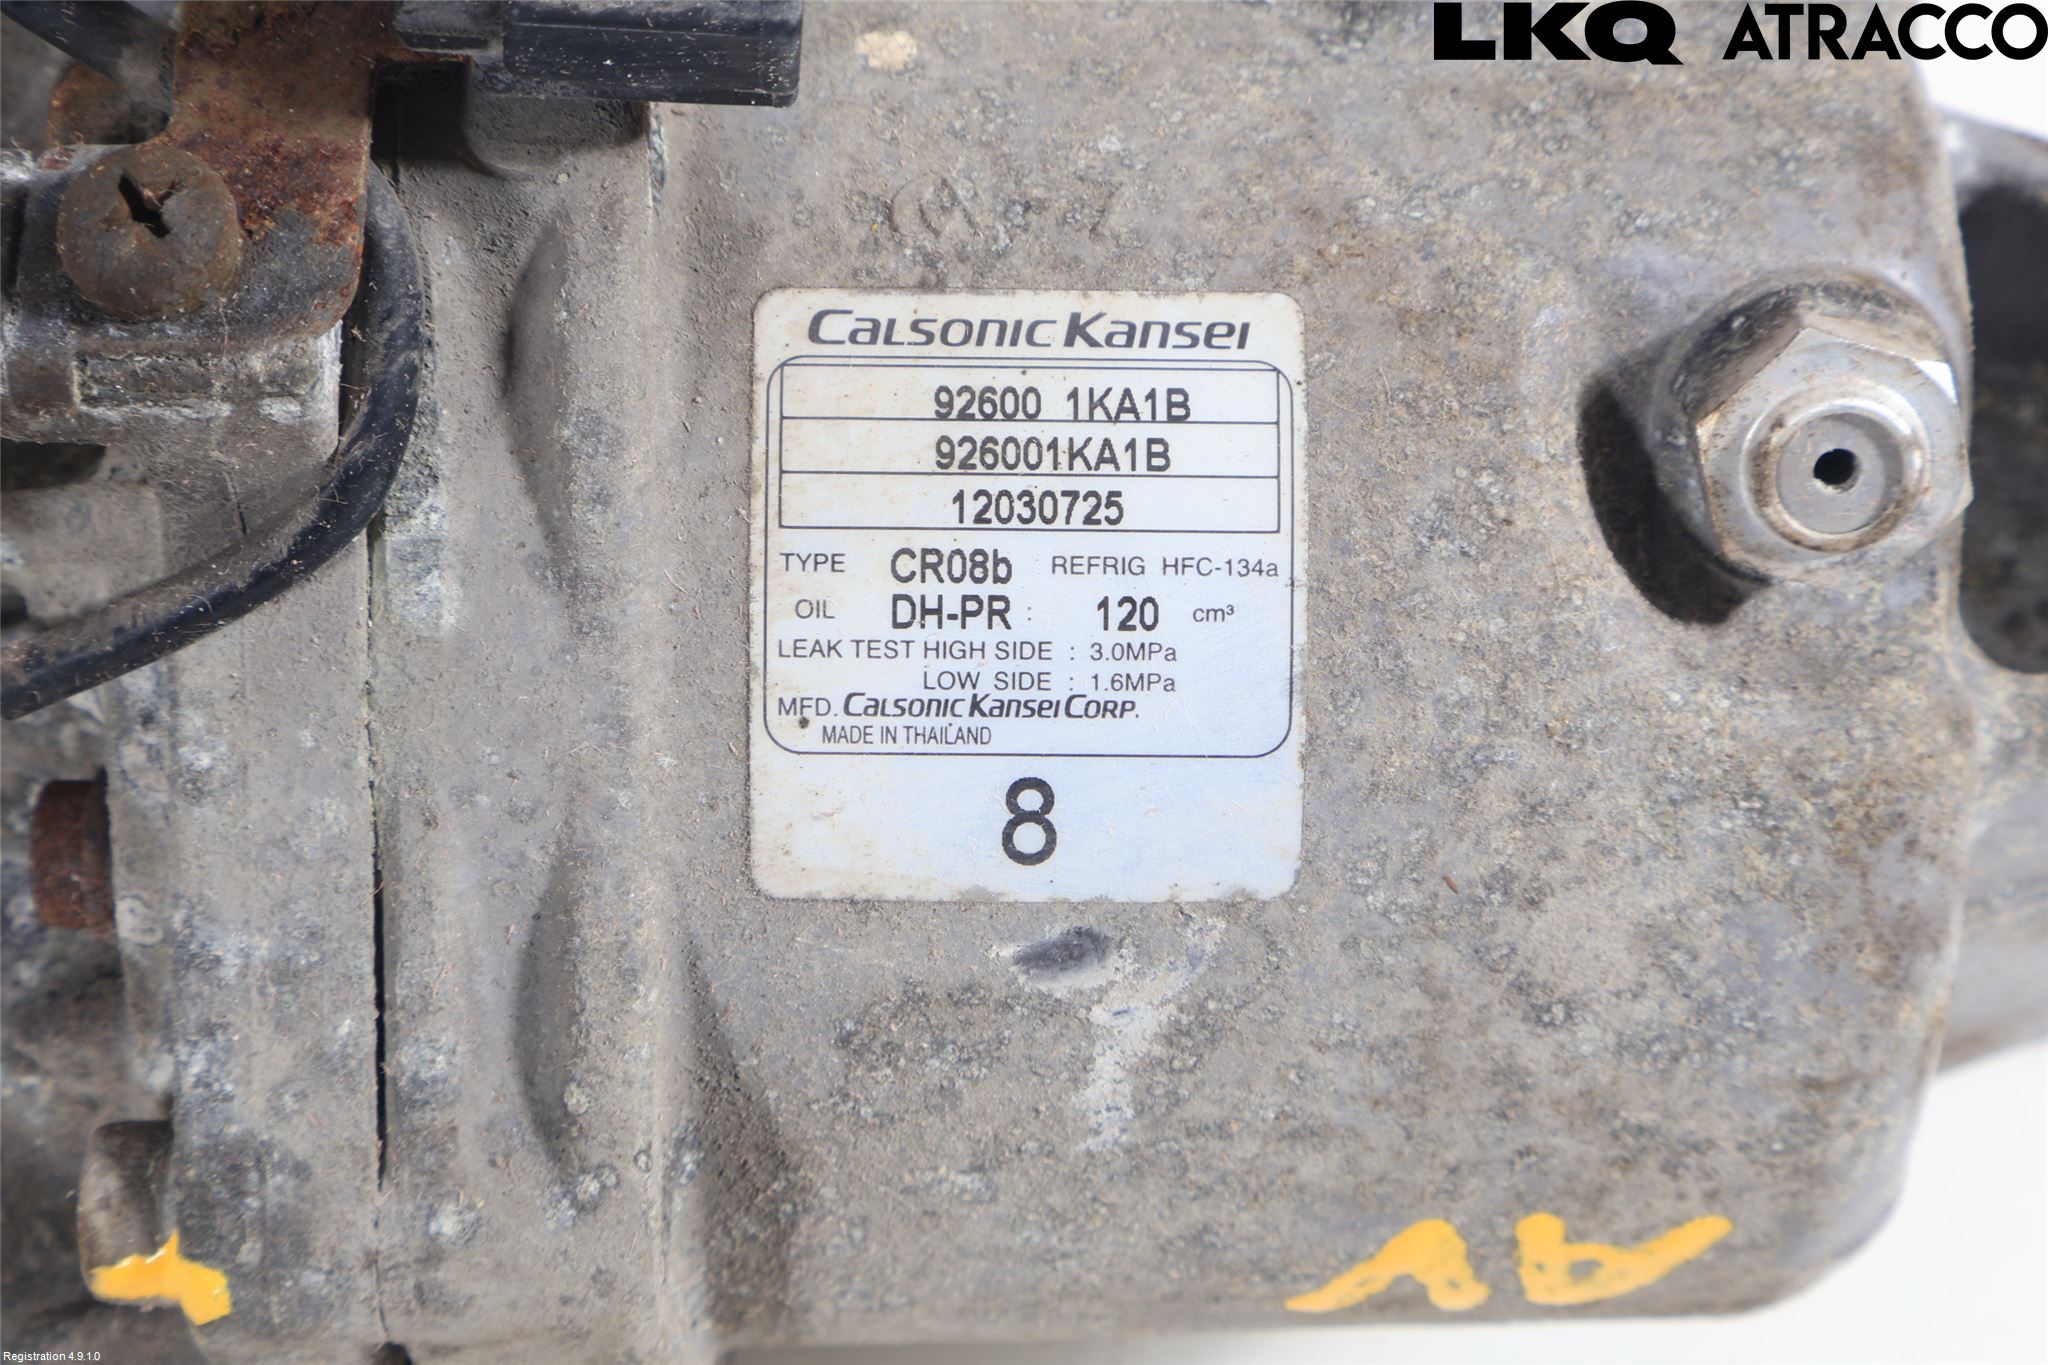 LKQ ATRACCO
CALSONIC KANSEI
92600 1KA1B
926001KA1B
12030725
TYPE CR08b REFRIG HFC-134a
OIL DH-PR : 120 cm³
LEAK TEST HIGH SIDE : 3.0MPa
LOW SIDE : 1.6MPa
MFD. CALSONIC KANSEI CORP.
MADE IN THAILAND
8
Registration 4.9.1.0